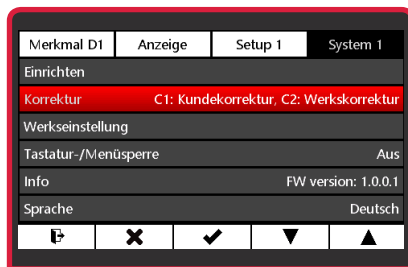 Merkmal D1 Anzeige Setup 1 System 1
Einrichten
Korrektur C1: Kundekorrektur, C2: Werkskorrektur
Werkseinstellung
Tastatur-/Menüsperre Aus
Info FW version: 1.0.0.1
Sprache Deutsch